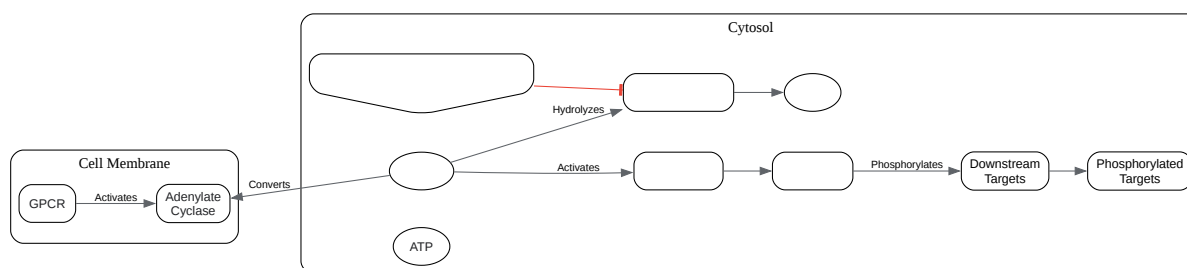 Cytosol
Hydrolyzes
Cell Membrane
Activates
Phosphorylates
Downstream
Targets
Phosphorylated
Targets
Converts
GPCR
Activates
Adenylate
Cyclase
ATP